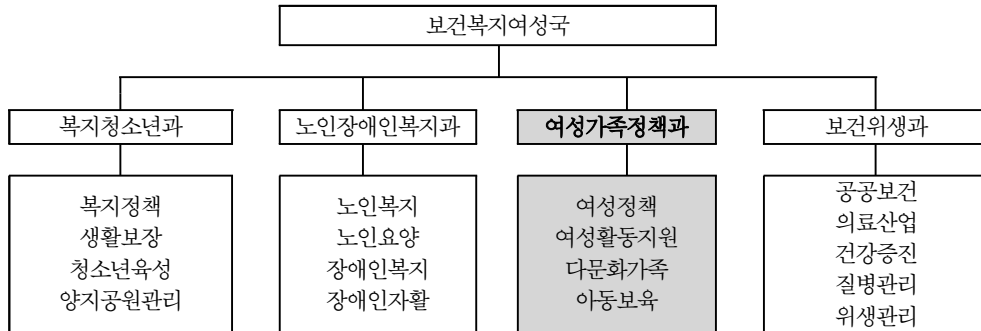 보건복지여성국
복지청소년과
노인장애인복지과
여성가족정책과
보건위생과
복지정책
생활보장
청소년육성
양지공원관리
노인복지
노인요양
장애인복지
장애인자활
여성정책
여성활동지원
다문화가족
아동보육
공공보건
의료산업
건강증진
질병관리
위생관리